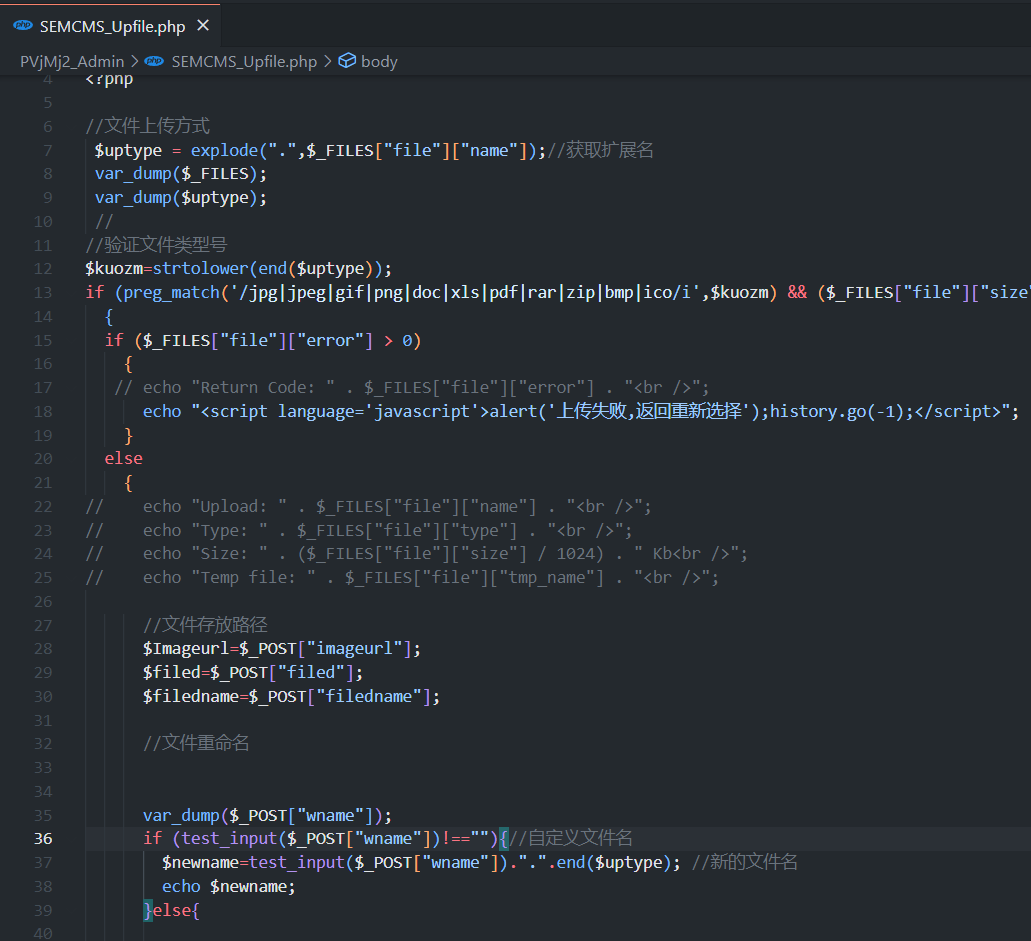 php SEMCMS_Upfile.php ×
PVjMj2_Admin > php SEMCMS_Upfile.php > body
4 <?php
5
6 //文件上传方式
7 $uptype = explode(".",$_FILES["file"]["name"]);//获取扩展名
8 var_dump($_FILES);
9 var_dump($uptype);
10 //
11 //验证文件类型号
12 $kuozm=strtolower(end($uptype));
13 if (preg_match('/jpg|jpeg|gif|png|doc|xls|pdf|rar|zip|bmp|ico/i',$kuozm) && ($_FILES["file"]["size"
14 {
15 if ($_FILES["file"]["error"] > 0)
16 {
17 // echo "Return Code: " . $_FILES["file"]["error"] . "<br />";
18 echo "<script language='javascript'>alert('上传失败,返回重新选择');history.go(-1);</script>";
19 }
20 else
21 {
22 // echo "Upload: " . $_FILES["file"]["name"] . "<br />";
23 // echo "Type: " . $_FILES["file"]["type"] . "<br />";
24 // echo "Size: " . ($_FILES["file"]["size"] / 1024) . " Kb<br />";
25 // echo "Temp file: " . $_FILES["file"]["tmp_name"] . "<br />";
26
27 //文件存放路径
28 $Imageurl=$_POST["imageurl"];
29 $filed=$_POST["filed"];
30 $filedname=$_POST["filedname"];
31
32 //文件重命名
33
34
35 var_dump($_POST["wname"]);
36 if (test_input($_POST["wname"])!==""){//自定义文件名
37 $newname=test_input($_POST["wname"]).".".end($uptype); //新的文件名
38 echo $newname;
39 }else{
40